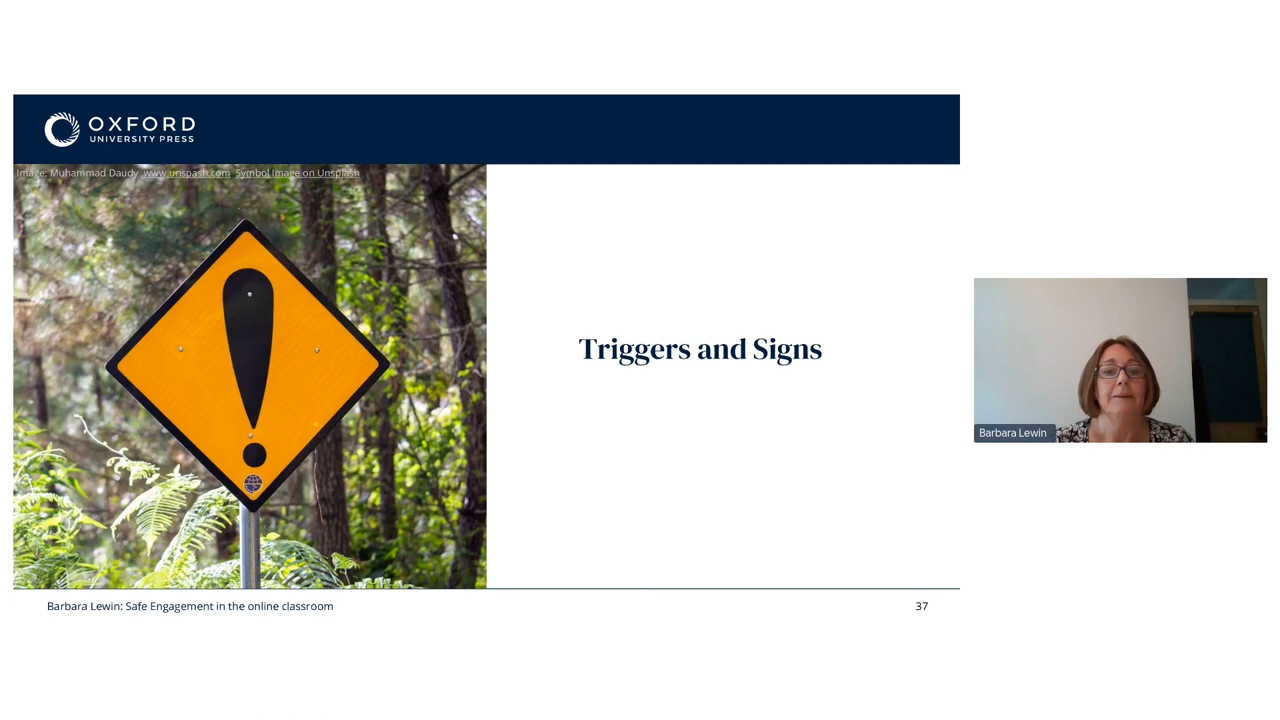 OXFORD
UNIVERSITY PRESS
Image: Muhammad Daudy www.unspash.com Symbol Image on Unsplash
Triggers and Signs
Barbara Lewin
Barbara Lewin: Safe Engagement in the online classroom
37